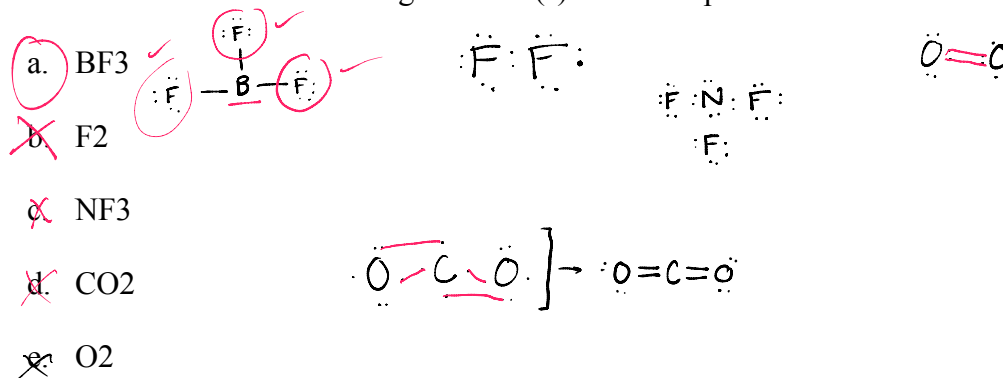 a. BF3
b. F2
c. NF3
d. CO2
e. O2
F
F — B — F
F F
F N F
F
O C O ] → O=C=O
O=